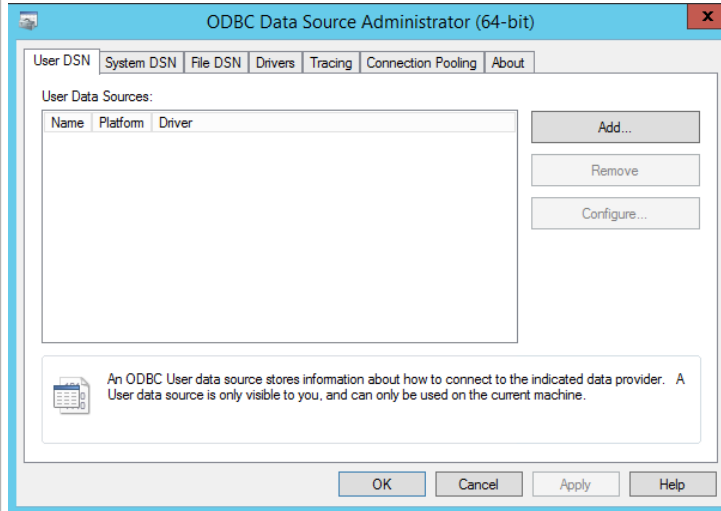 ODBC Data Source Administrator (64-bit)
x
User DSN System DSN File DSN Drivers Tracing Connection Pooling About
User Data Sources:
Name Platform Driver
Add...
Remove
Configure...
An ODBC User data source stores information about how to connect to the indicated data provider. A
User data source is only visible to you, and can only be used on the current machine.
OK Cancel Apply Help